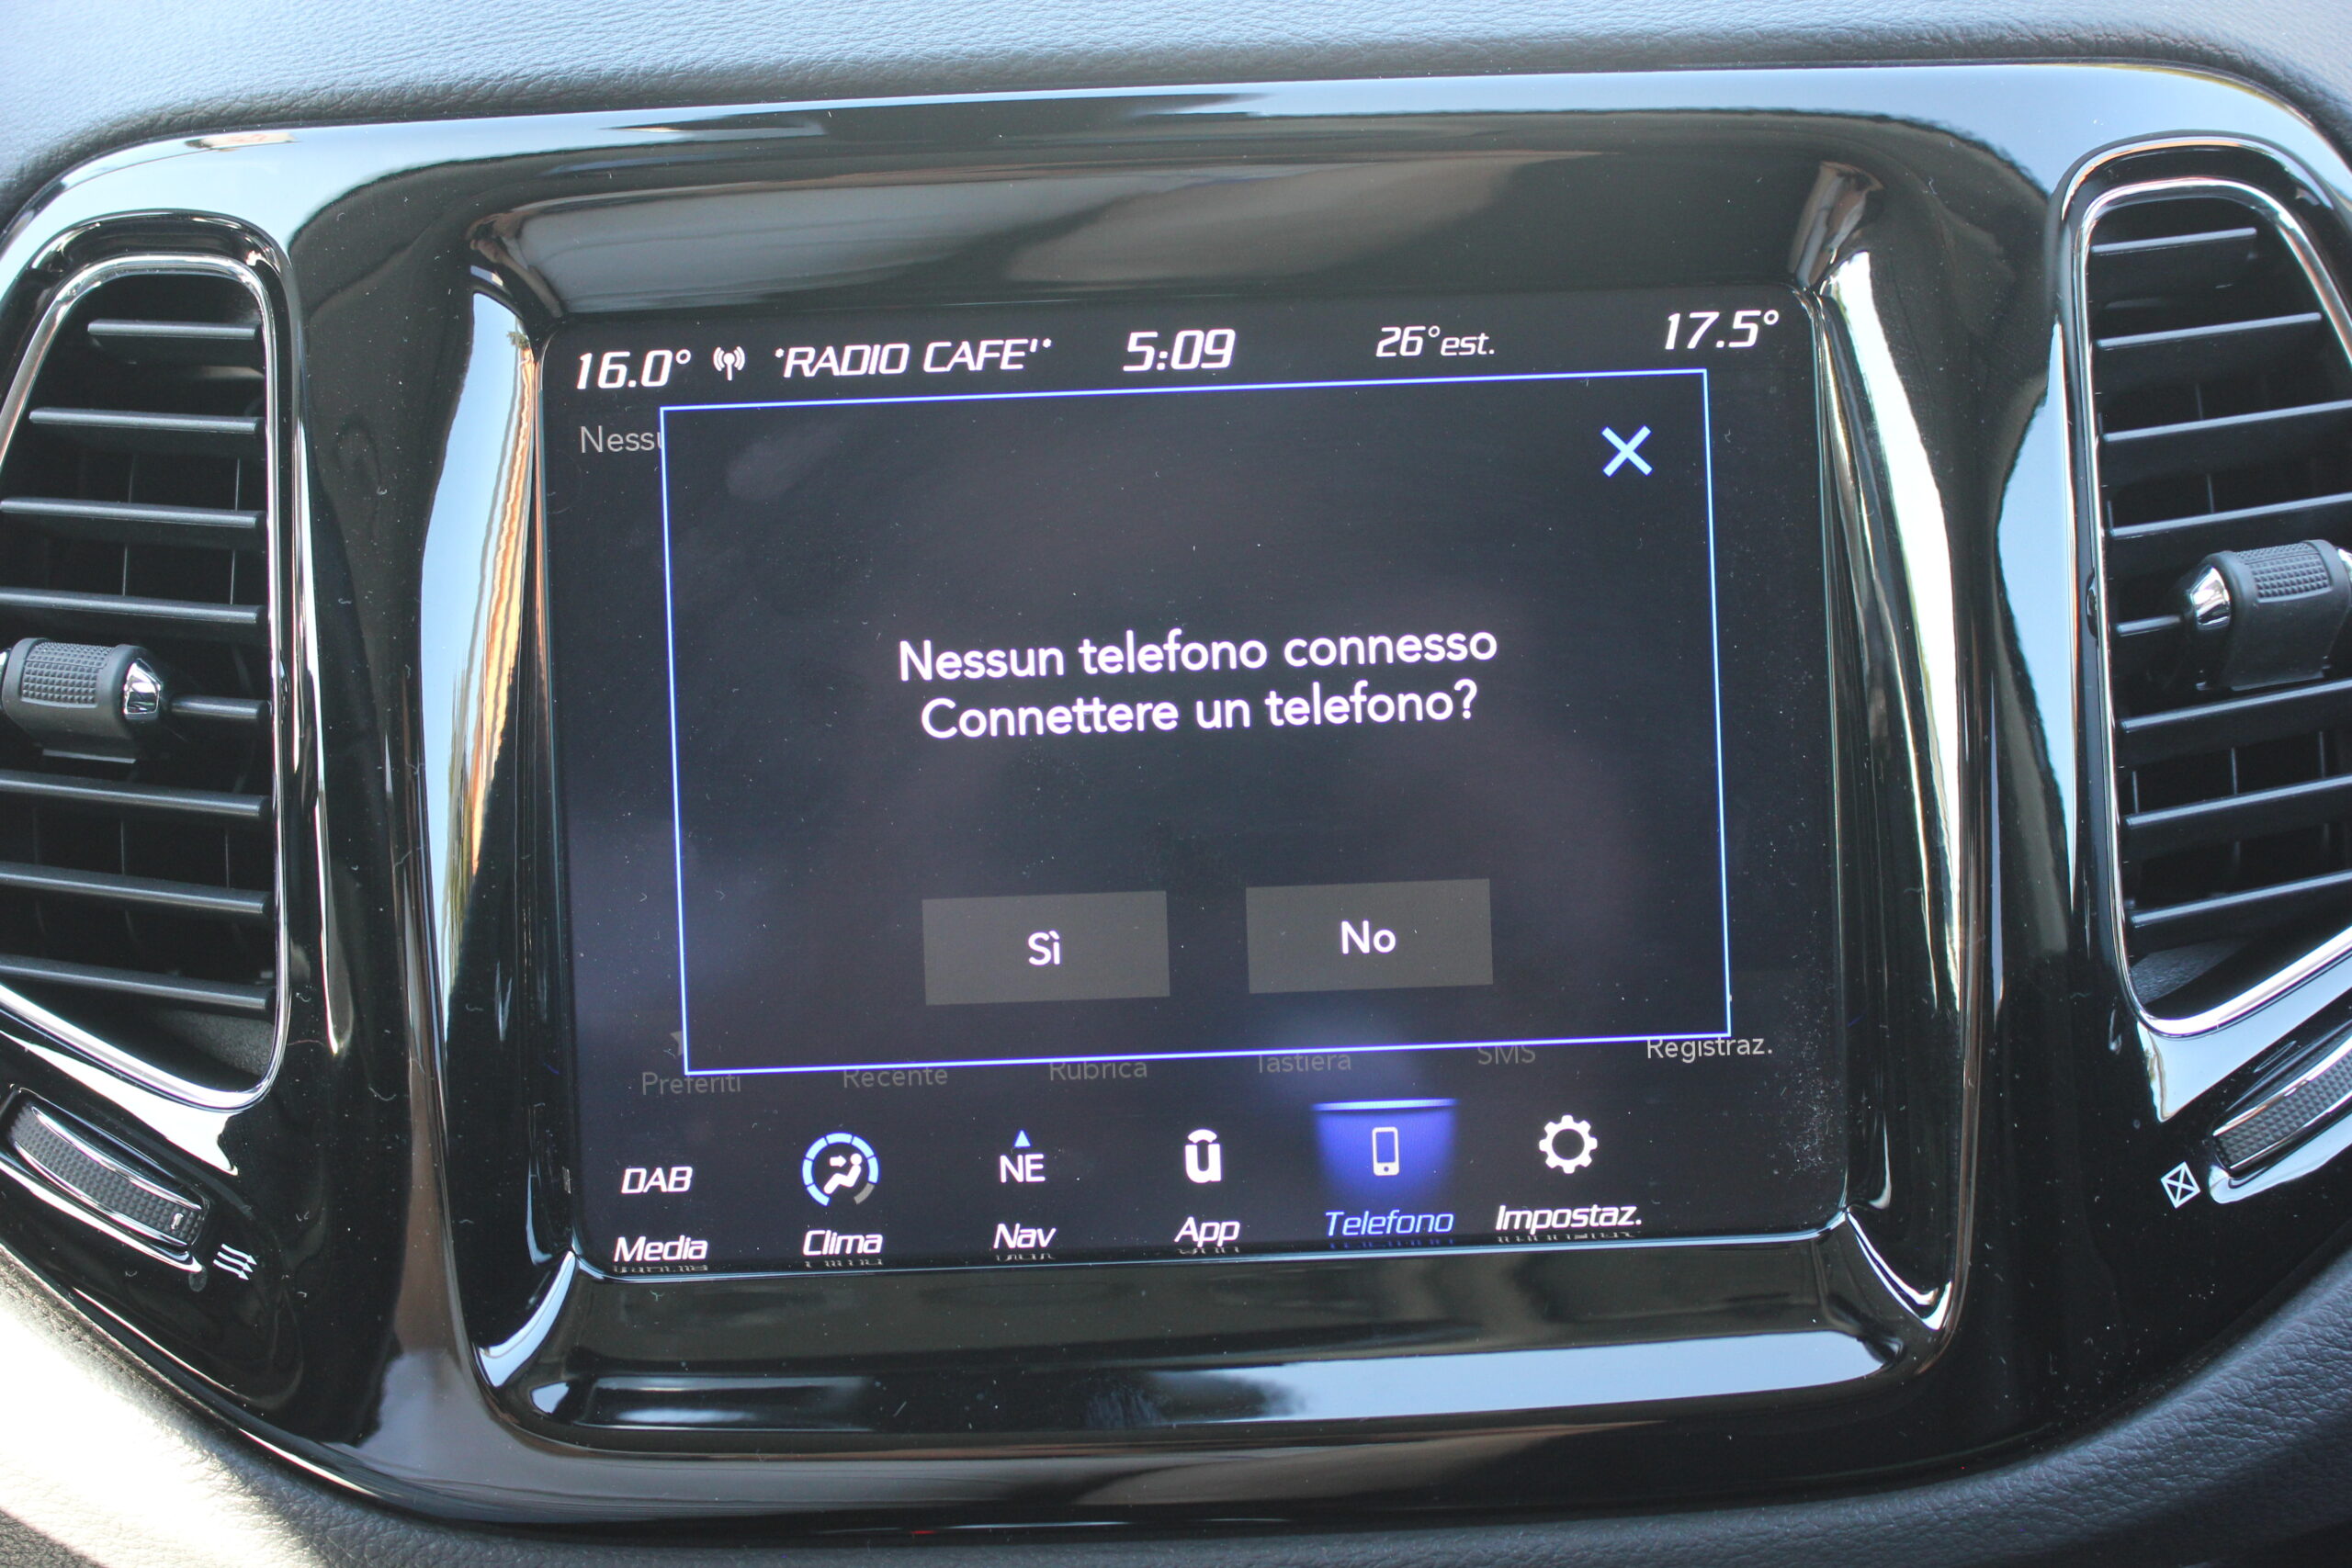 16.0° "RADIO CAFE'" 5:09 26°est. 17.5°
Nessun telefono connesso
Connettere un telefono?
Sì No
Preferiti Recente Rubrica Tastiera SMS Registraz.
DAB NE
Media Clima Nav App Telefono Impostaz.